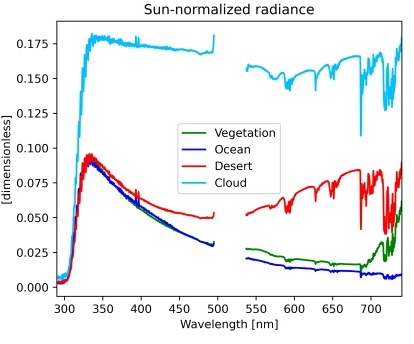 Sun-normalized radiance
[dimensionless]
0.175
0.150
0.125
0.100
0.075
0.050
0.025
0.000
Vegetation
Ocean
Desert
Cloud
300 350 400 450 500 550 600 650 700
Wavelength [nm]